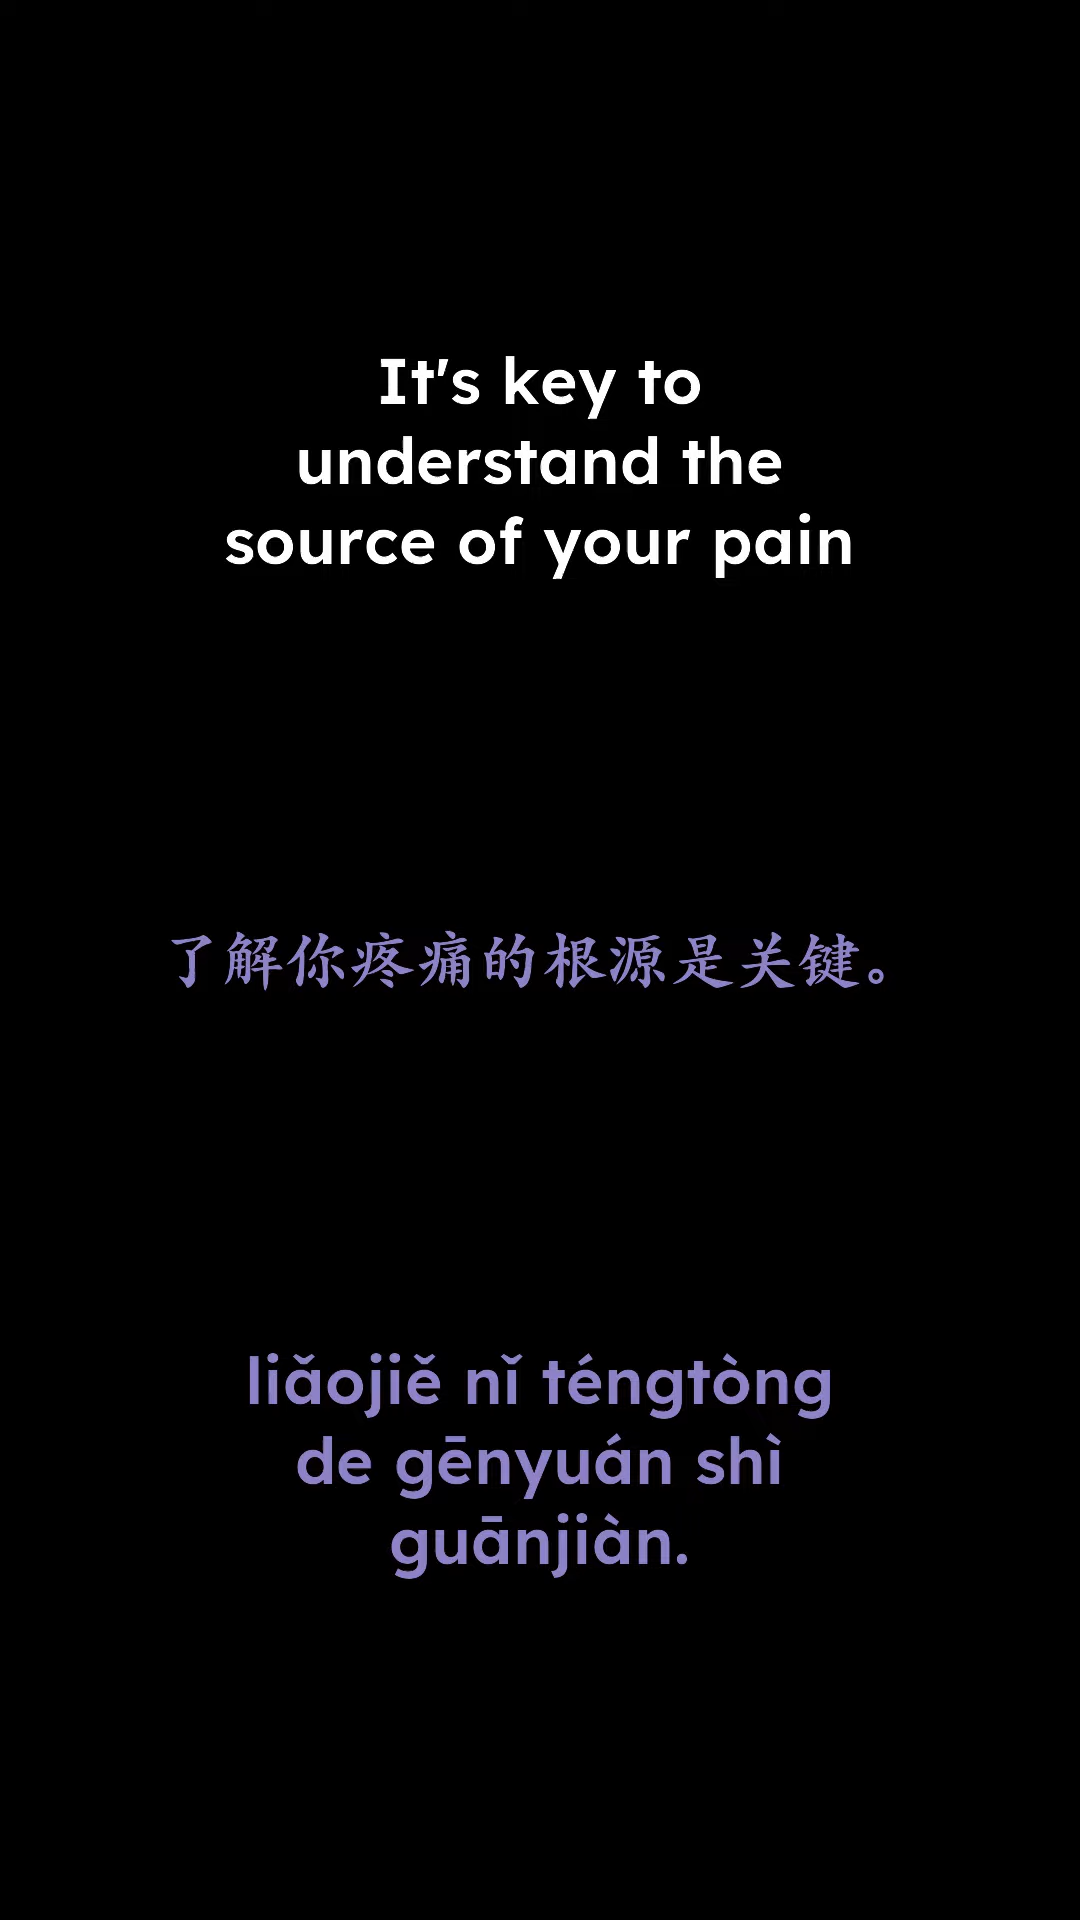 It's key to
understand the
source of your pain
了解你疼痛的根源是关键。
liǎojiě nǐ téngtòng
de gēnyuán shì
guānjiàn.